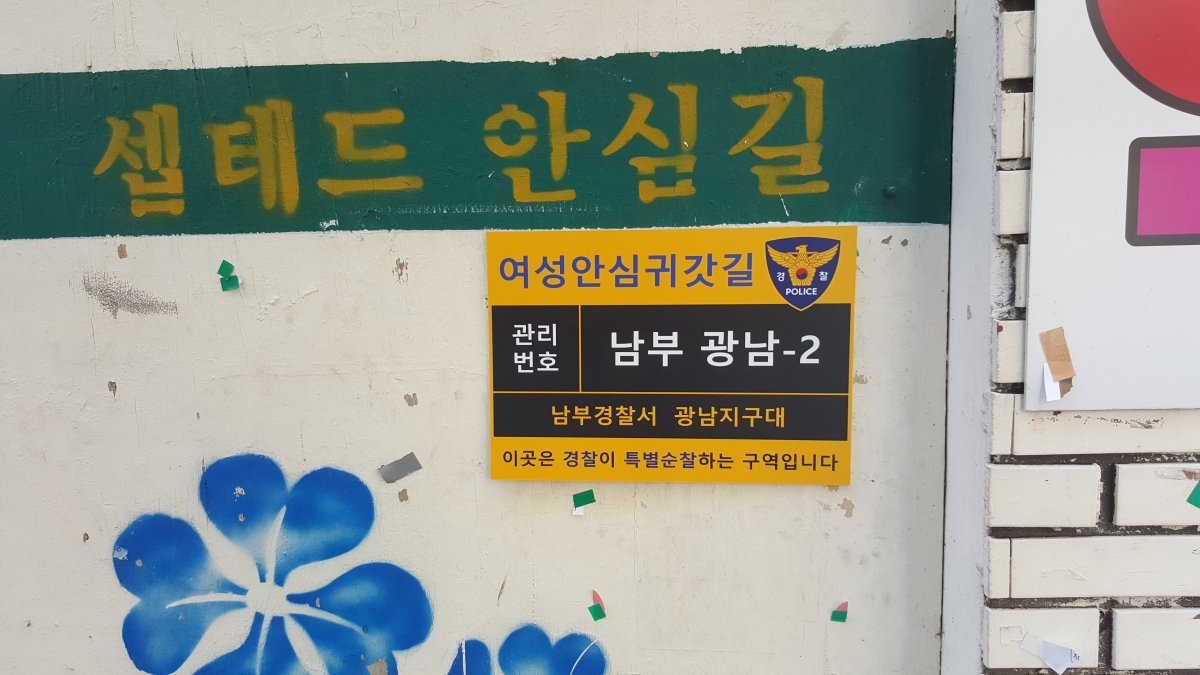 셉테드 안심길
여성안심귀갓길
경찰
POLICE
관리
번호
남부 광남-2
남부경찰서 광남지구대
이곳은 경찰이 특별순찰하는 구역입니다